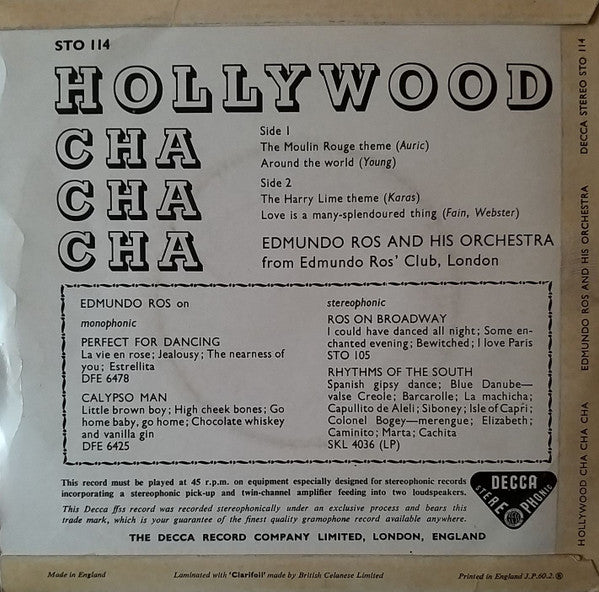 STO 114
HOLLYWOOD
CHA
CHA
CHA
Side 1
The Moulin Rouge theme (Auric)
Around the world (Young)
Side 2
The Harry Lime theme (Karas)
Love is a many-splendoured thing (Fain, Webster)
EDMUNDO ROS AND HIS ORCHESTRA
from Edmundo Ros' Club, London
EDMUNDO ROS on
monophonic
PERFECT FOR DANCING
La vie en rose; Jealousy; The nearness of
you; Estrellita
DFE 6478
CALYPSO MAN
Little brown boy; High cheek bones; Go
home baby, go home; Chocolate whiskey
and vanilla gin
DFE 6425
stereophonic
ROS ON BROADWAY
I could have danced all night; Some en-
chanted evening; Bewitched; I love Paris
STO 105
RHYTHMS OF THE SOUTH
Spanish gipsy dance; Blue Danube—
valse Creole; Barcarolle; La machicha;
Capullito de Aleli; Siboney; Isle of Capri;
Colonel Bogey—merengue; Elizabeth;
Caminito; Marta; Cachita
SKL 4036 (LP)
This record must be played at 45 r.p.m. on equipment especially designed for stereophonic records
incorporating a stereophonic pick-up and twin-channel amplifier feeding into two loudspeakers.
This Decca ffss record was recorded stereophonically under an exclusive process and bears this
trade mark, which is your guarantee of the finest quality gramophone record available anywhere.
DECCA
STEREOPHONIC
THE DECCA RECORD COMPANY LIMITED, LONDON, ENGLAND
Made in England
Laminated with 'Clarifoil' made by British Celanese Limited
Printed in England J.P.60.2.
HOLLYWOOD CHA CHA CHA
EDMUNDO ROS AND HIS ORCHESTRA
DECCA STEREO STO 114